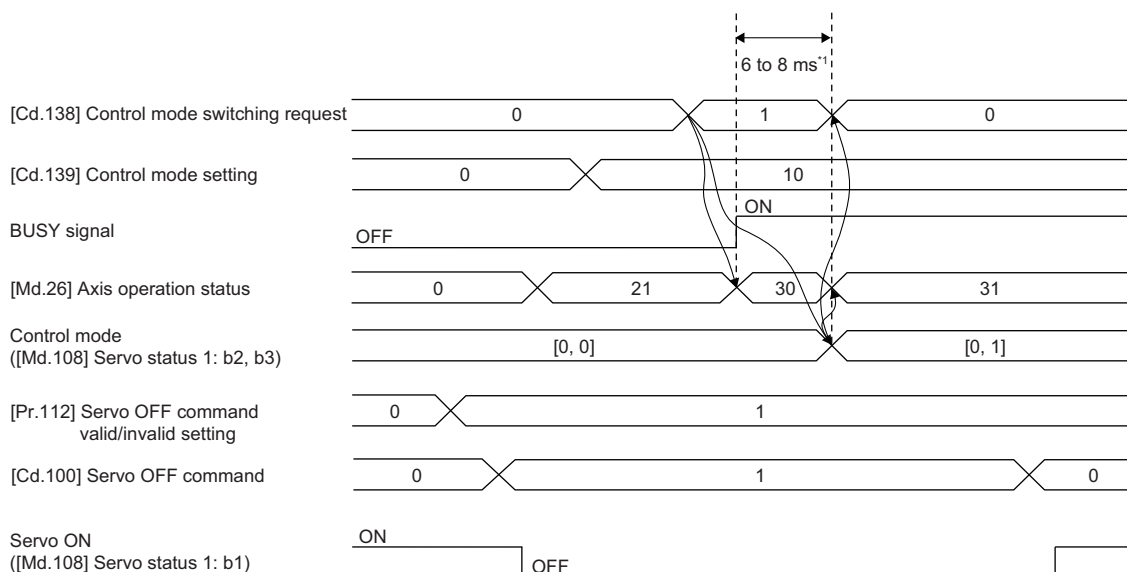 6 to 8 ms*1
[Cd.138] Control mode switching request 0 1 0
[Cd.139] Control mode setting 0 10
BUSY signal OFF ON
[Md.26] Axis operation status 0 21 30 31
Control mode
([Md.108] Servo status 1: b2, b3) [0, 0] [0, 1]
[Pr.112] Servo OFF command 0 1
valid/invalid setting
[Cd.100] Servo OFF command 0 1 0
Servo ON ON
([Md.108] Servo status 1: b1) OFF